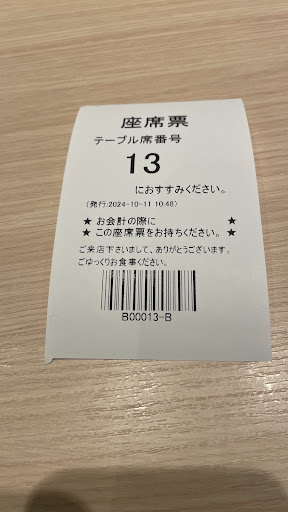 座席票
テーブル席番号
13
におすすみください。
(発行:2024-10-11 10:48)
★ お会計の際に ★
★ この座席票をお持ちください。 ★
ご来店下さいまして、ありがとうございます。
ごゆっくりお食事ください。
B00013-B